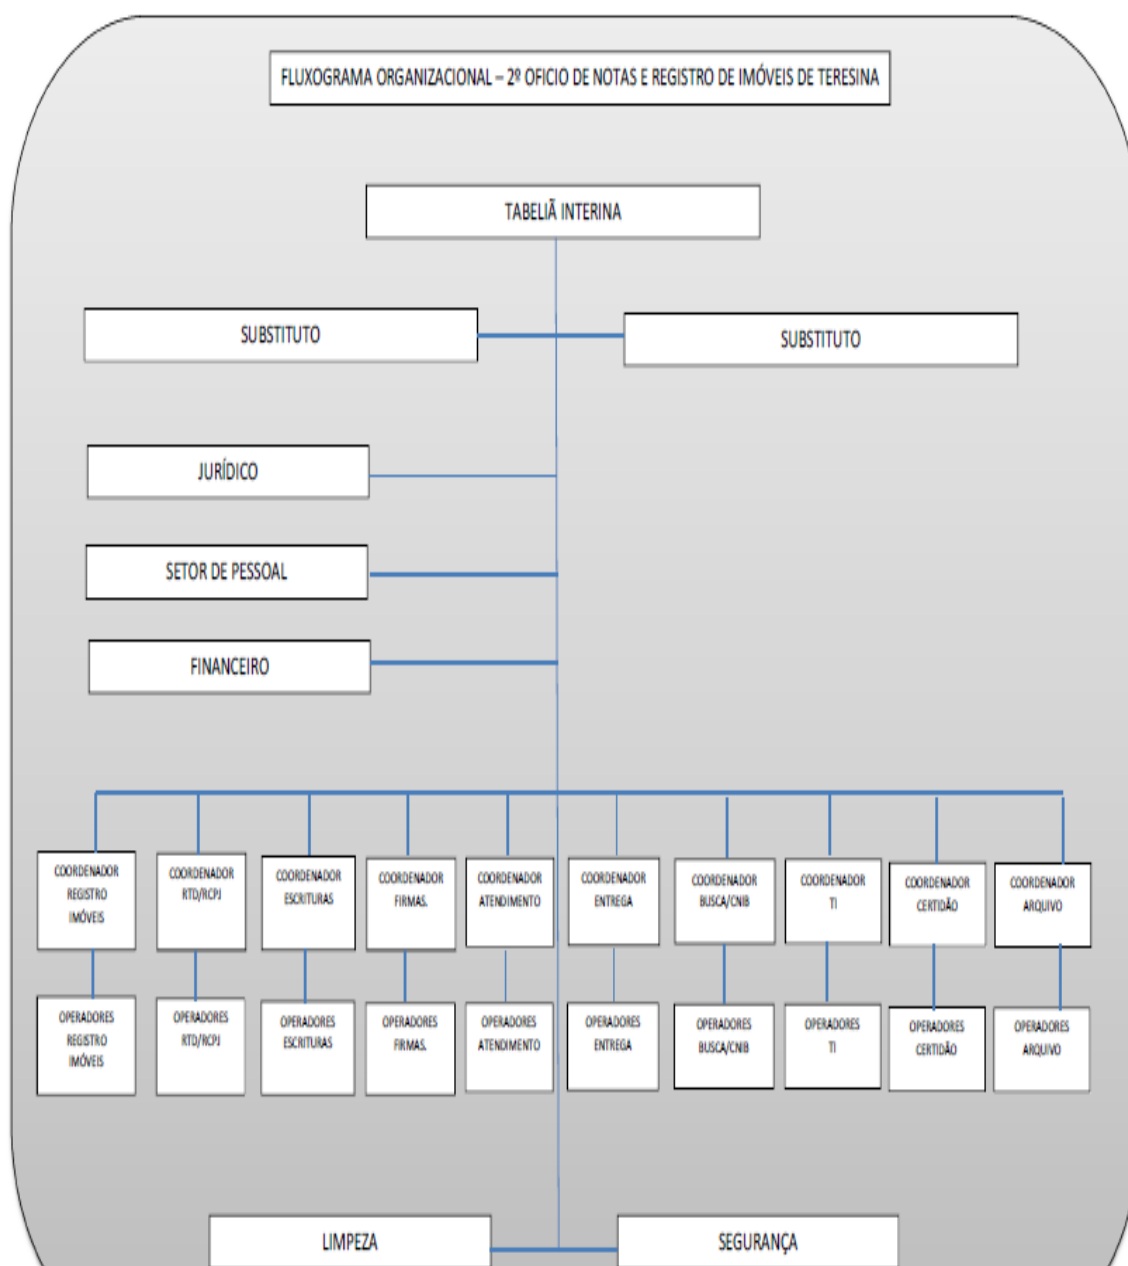 FLUXOGRAMA ORGANIZACIONAL – 2º OFICIO DE NOTAS E REGISTRO DE IMÓVEIS DE TERESINA
TABELIÃ INTERINA
SUBSTITUTO
SUBSTITUTO
JURÍDICO
SETOR DE PESSOAL
FINANCEIRO
COORDENADOR
REGISTRO
IMÓVEIS
COORDENADOR
RTD/RCPJ
COORDENADOR
ESCRITURAS
COORDENADOR
FIRMAS.
COORDENADOR
ATENDIMENTO
COORDENADOR
ENTREGA
COORDENADOR
BUSCA/CNIB
COORDENADOR
TI
COORDENADOR
CERTIDÃO
COORDENADOR
ARQUIVO
OPERADORES
REGISTRO
IMÓVEIS
OPERADORES
RTD/RCPJ
OPERADORES
ESCRITURAS
OPERADORES
FIRMAS.
OPERADORES
ATENDIMENTO
OPERADORES
ENTREGA
OPERADORES
BUSCA/CNIB
OPERADORES
TI
OPERADORES
CERTIDÃO
OPERADORES
ARQUIVO
LIMPEZA
SEGURANÇA